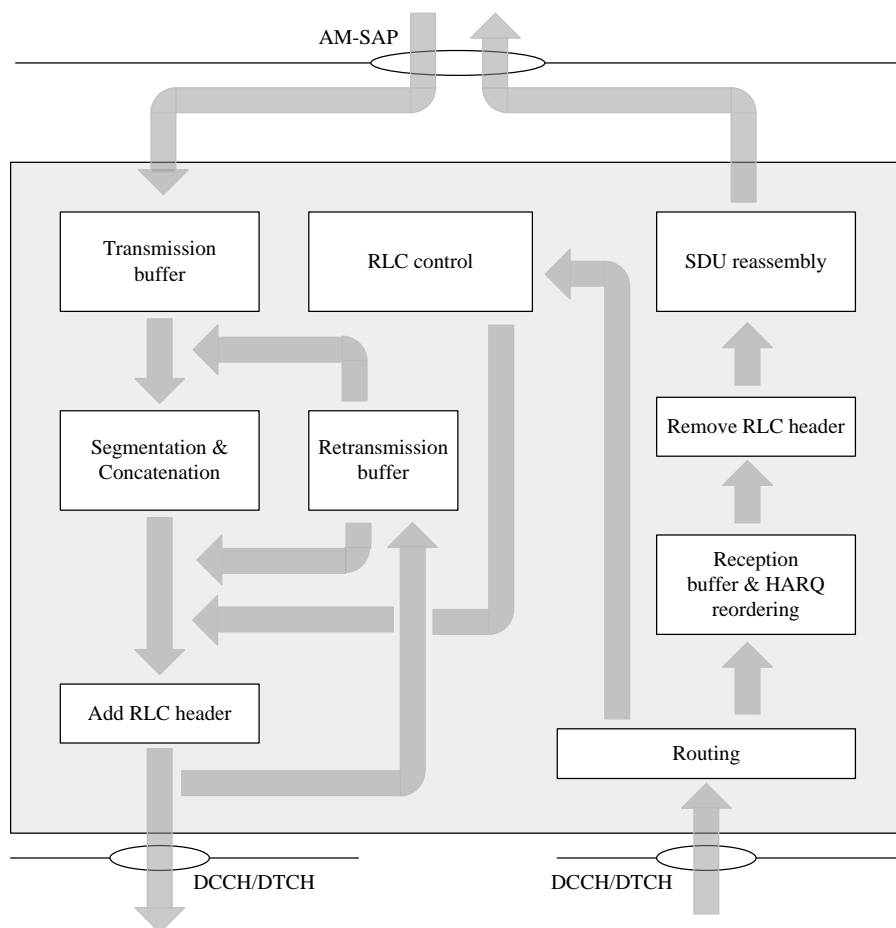 AM-SAP
Transmission
buffer
RLC control
SDU reassembly
Segmentation &
Concatenation
Retransmission
buffer
Remove RLC header
Reception
buffer & HARQ
reordering
Add RLC header
Routing
DCCH/DTCH
DCCH/DTCH